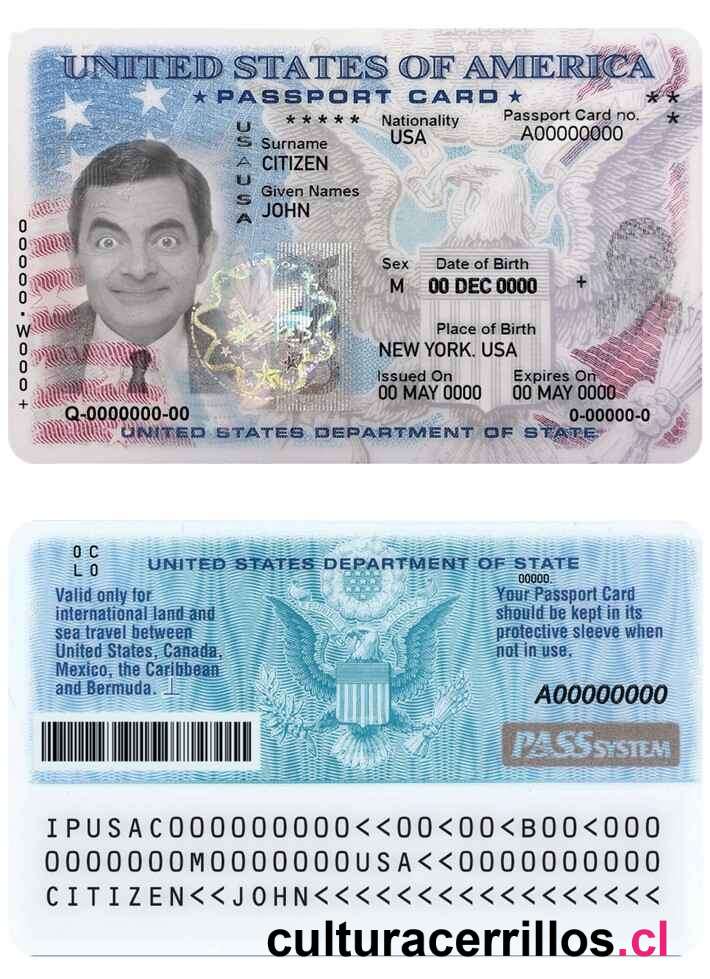 UNITED STATES OF AMERICA
★ PASSPORT CARD ★
USAUSA
* * * * *
Nationality
USA
Passport Card no.
A00000000
* *
*
Surname
CITIZEN
Given Names
JOHN
00000•W000+
Sex
M
Date of Birth
00 DEC 0000
+
Place of Birth
NEW YORK. USA
Issued On
00 MAY 0000
Expires On
00 MAY 0000
Q-0000000-00
0-00000-0
UNITED STATES DEPARTMENT OF STATE
0 C
L 0
UNITED STATES DEPARTMENT OF STATE
00000.
Valid only for
international land and
sea travel between
United States, Canada,
Mexico, the Caribbean
and Bermuda.
Your Passport Card
should be kept in its
protective sleeve when
not in use,
A00000000
PASS SYSTEM
IPUSAC000000000<<00<00<B00<000
0000000M0000000USA<<0000000000
CITIZEN<<JOHN<<<<<<<<<<<<<<<<<
culturacerrillos.cl